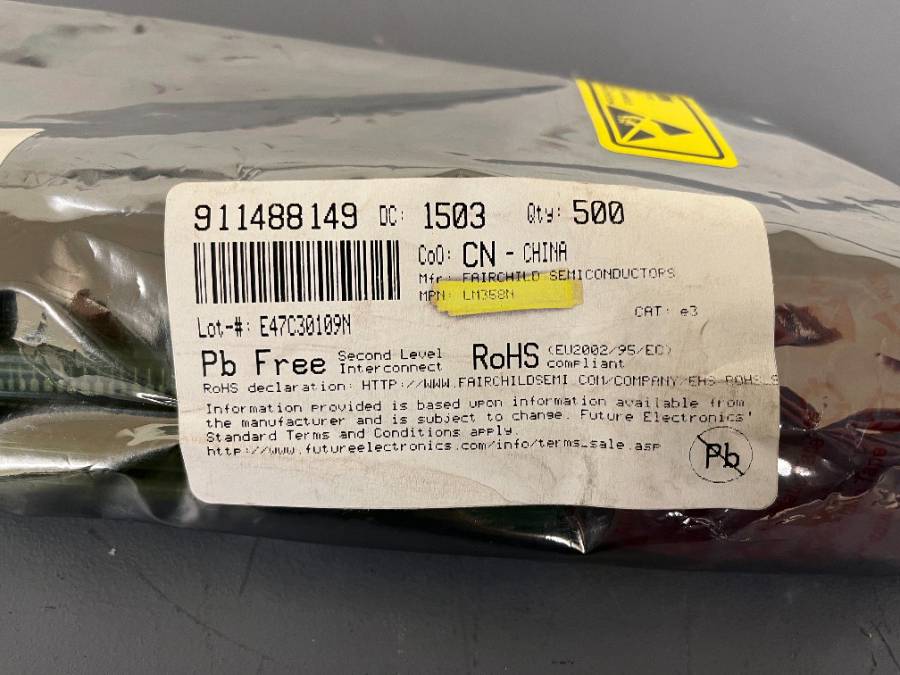 911488149 DC: 1503 Qty: 500
CoO: CN - CHINA
Mfr: FAIRCHILD SEMICONDUCTORS
MPN: LM358N
CAT: e3
Lot-#: E47C30109N
Pb Free Second Level Interconnect RoHS (EU2002/95/EC) compliant
RoHS declaration: HTTP://WWW.FAIRCHILDSEMI.COM/COMPANY/EHS
Information provided is based upon information available from
the manufacturer and is subject to change. Future Electronics'
Standard Terms and Conditions apply.
http://www.futureelectronics.com/info/terms_sale.asp
Pb